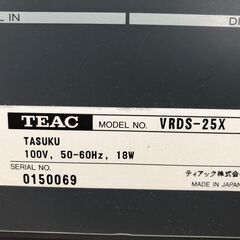 L IN
TEAC
MODEL NO. VRDS-25X
TASUKU
100V, 50-60Hz, 18W
SERIAL NO.
0150069
ティアック株式会
MADE IN JAPAN